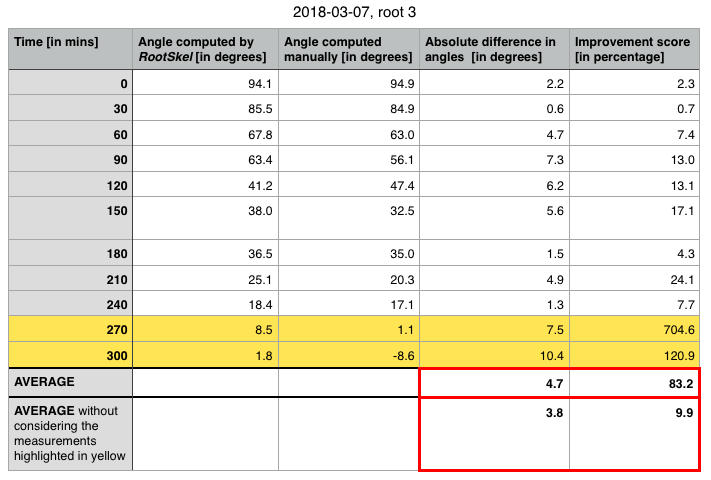 2018-03-07, root 3
Time [in mins] Angle computed by RootSkel [in degrees] Angle computed manually [in degrees] Absolute difference in angles [in degrees] Improvement score [in percentage]
0 94.1 94.9 2.2 2.3
30 85.5 84.9 0.6 0.7
60 67.8 63.0 4.7 7.4
90 63.4 56.1 7.3 13.0
120 41.2 47.4 6.2 13.1
150 38.0 32.5 5.6 17.1
180 36.5 35.0 1.5 4.3
210 25.1 20.3 4.9 24.1
240 18.4 17.1 1.3 7.7
270 8.5 1.1 7.5 704.6
300 1.8 -8.6 10.4 120.9
AVERAGE 4.7 83.2
AVERAGE without considering the measurements highlighted in yellow 3.8 9.9